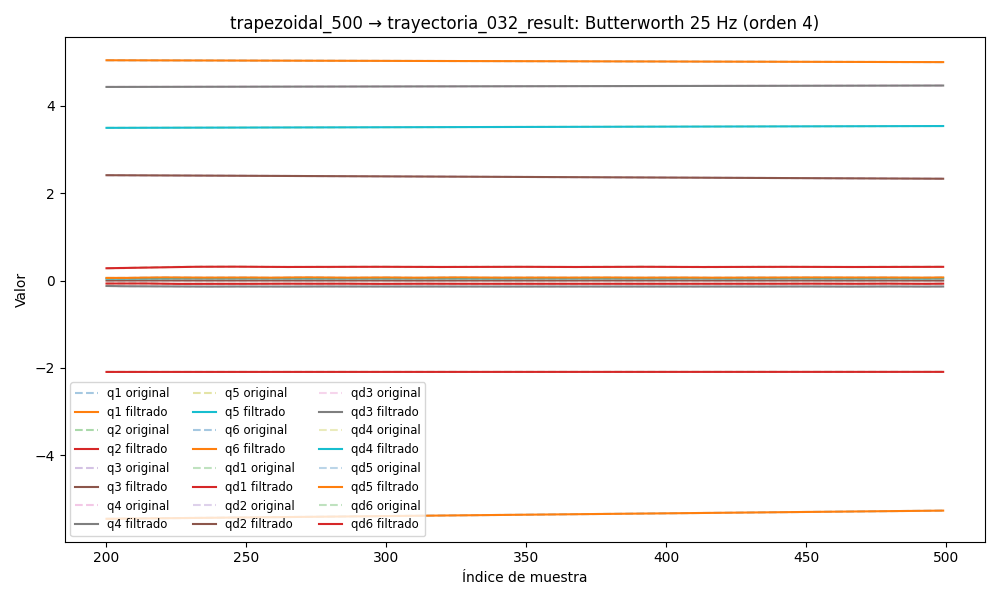 trapezoidal_500 → trayectoria_032_result: Butterworth 25 Hz (orden 4)
Valor
4
2
0
−2
−4
q1 original
q1 filtrado
q2 original
q2 filtrado
q3 original
q3 filtrado
q4 original
q4 filtrado
q5 original
q5 filtrado
q6 original
q6 filtrado
qd1 original
qd1 filtrado
qd2 original
qd2 filtrado
qd3 original
qd3 filtrado
qd4 original
qd4 filtrado
qd5 original
qd5 filtrado
qd6 original
qd6 filtrado
200 250 300 350 400 450 500
Índice de muestra